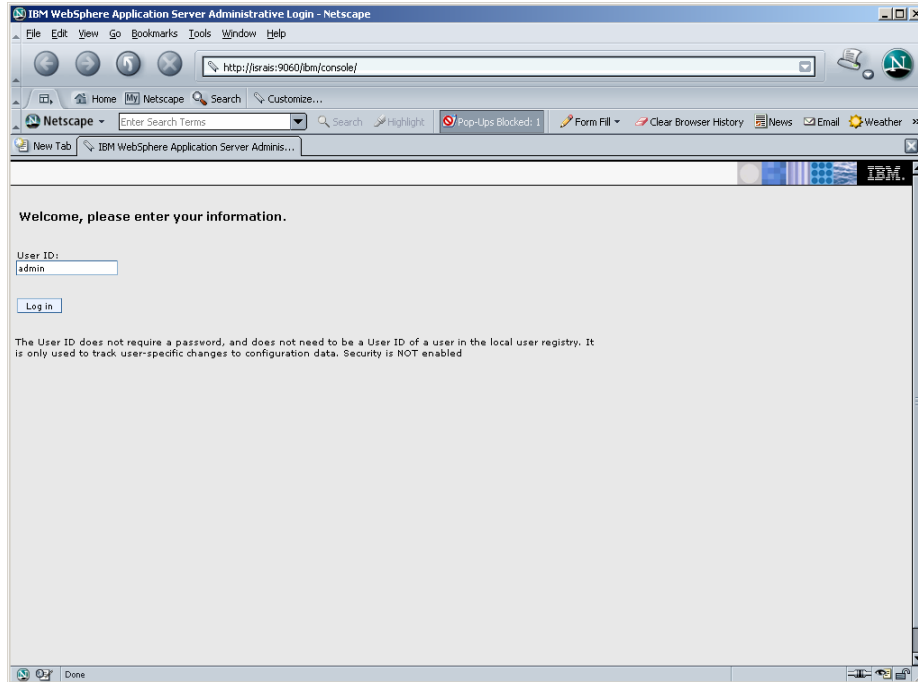 IBM WebSphere Application Server Administrative Login - Netscape
File Edit View Go Bookmarks Tools Window Help
http://israis:9060/ibm/console/
Home My Netscape Search Customize...
Netscape Enter Search Terms Search Highlight Pop-Ups Blocked: 1 Form Fill Clear Browser History News Email Weather »
New Tab IBM WebSphere Application Server Adminis...
IBM.
Welcome, please enter your information.
User ID:
admin
Log in
The User ID does not require a password, and does not need to be a User ID of a user in the local user registry. It
is only used to track user-specific changes to configuration data. Security is NOT enabled
Done